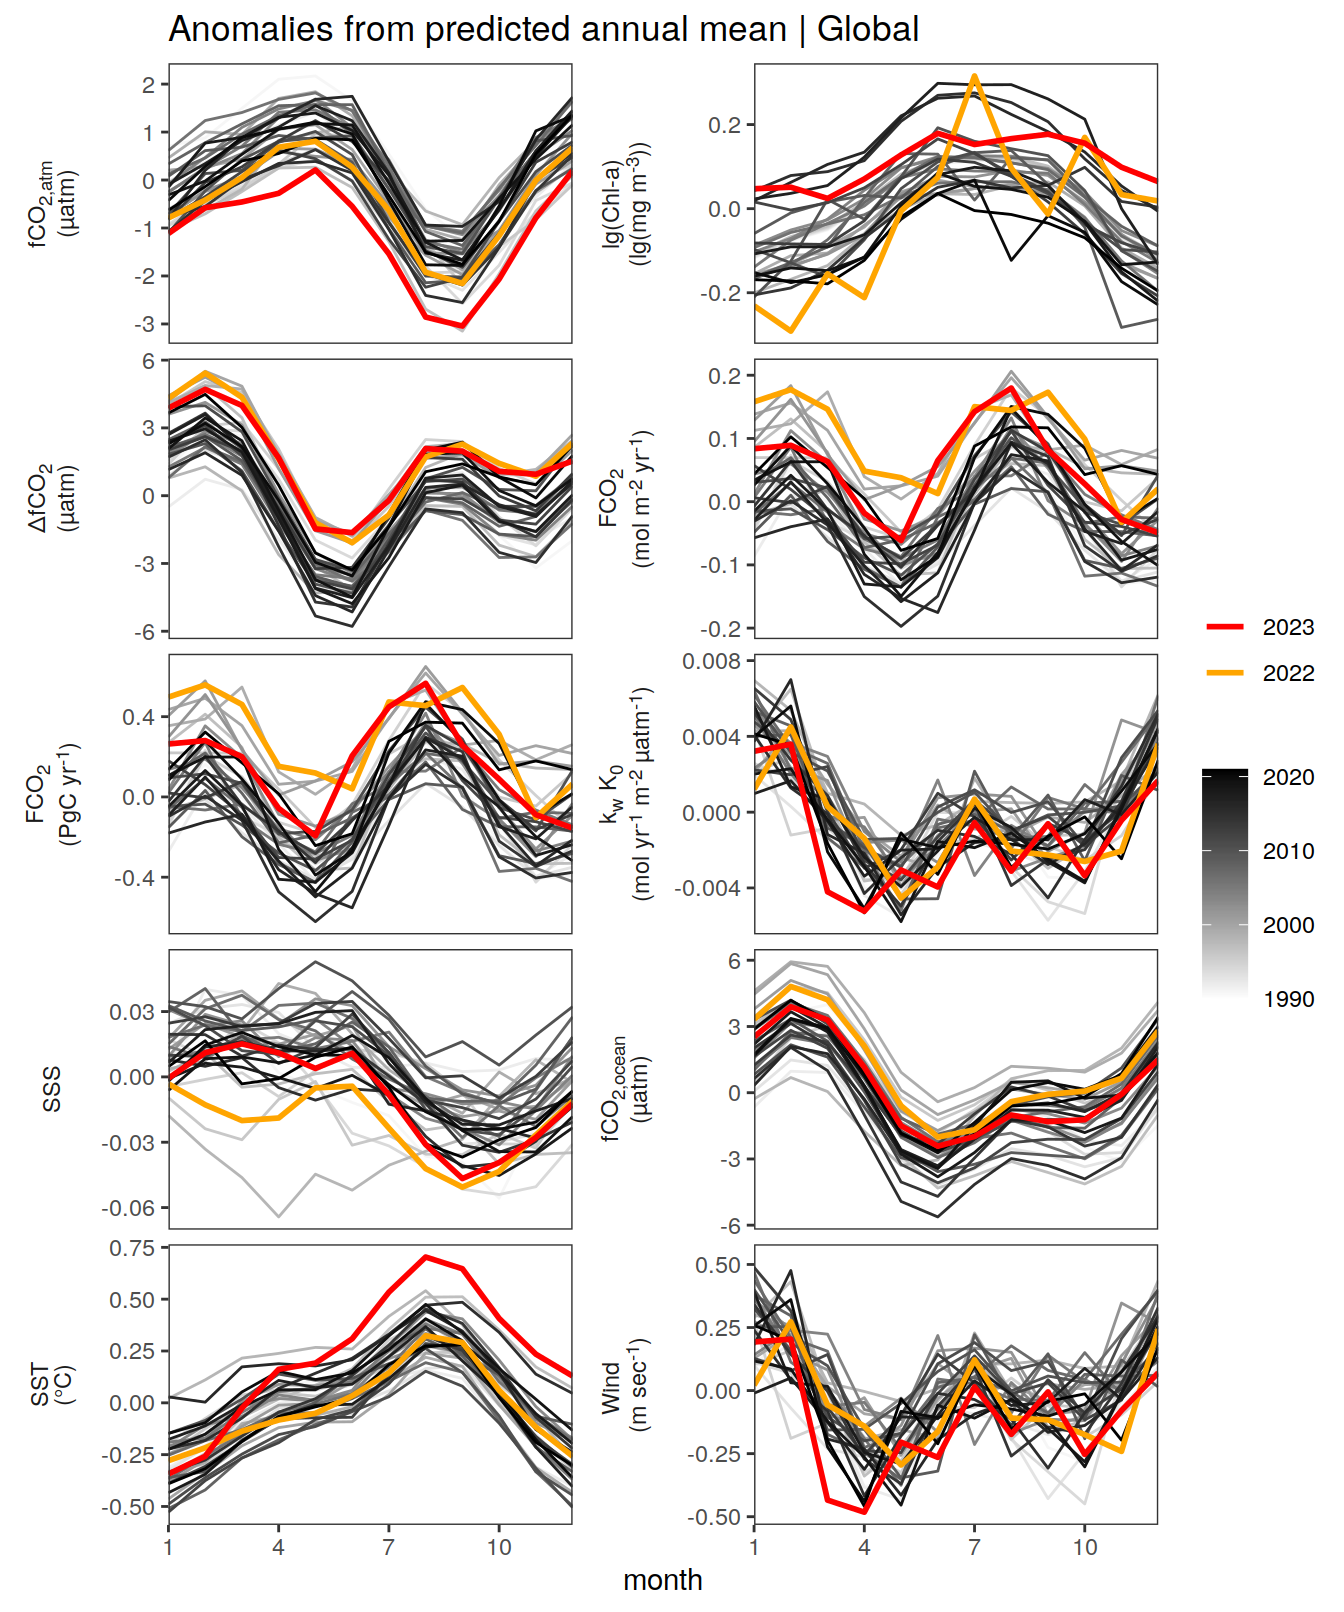 Anomalies from predicted annual mean | Global
fCO2,atm
(µatm)
2
1
0
-1
-2
-3
lg(Chl-a)
(lg(mg m-3))
0.2
0.0
-0.2
ΔfCO2
(µatm)
6
3
0
-3
-6
FCO2
(mol m-2 yr-1)
0.2
0.1
0.0
-0.1
-0.2
FCO2
(PgC yr-1)
0.4
0.0
-0.4
kw K0
(mol yr-1 m-2 µatm-1)
0.008
0.004
0.000
-0.004
SSS
0.03
0.00
-0.03
-0.06
fCO2,ocean
(µatm)
6
3
0
-3
-6
SST
(°C)
0.75
0.50
0.25
0.00
-0.25
-0.50
1
4
7
10
Wind
(m sec-1)
0.50
0.25
0.00
-0.25
-0.50
1
4
7
10
month
2023
2022
2020
2010
2000
1990